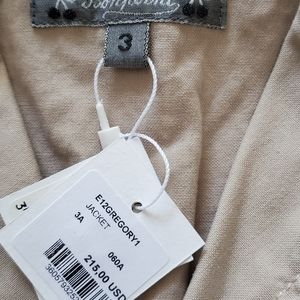 Bonpoint
3
3
E12GREGORY1
JACKET
3A
060A
215,00 USD